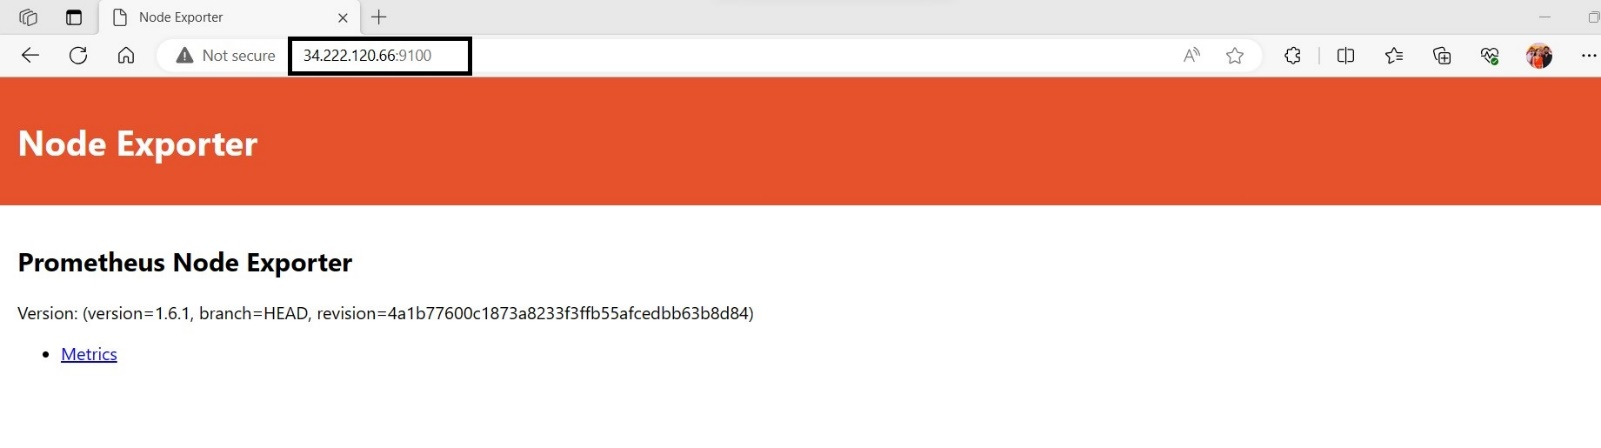 Node Exporter
Not secure 34.222.120.66:9100
Node Exporter
Prometheus Node Exporter
Version: (version=1.6.1, branch=HEAD, revision=4a1b77600c1873a8233f3ffb55afcedbb63b8d84)
Metrics